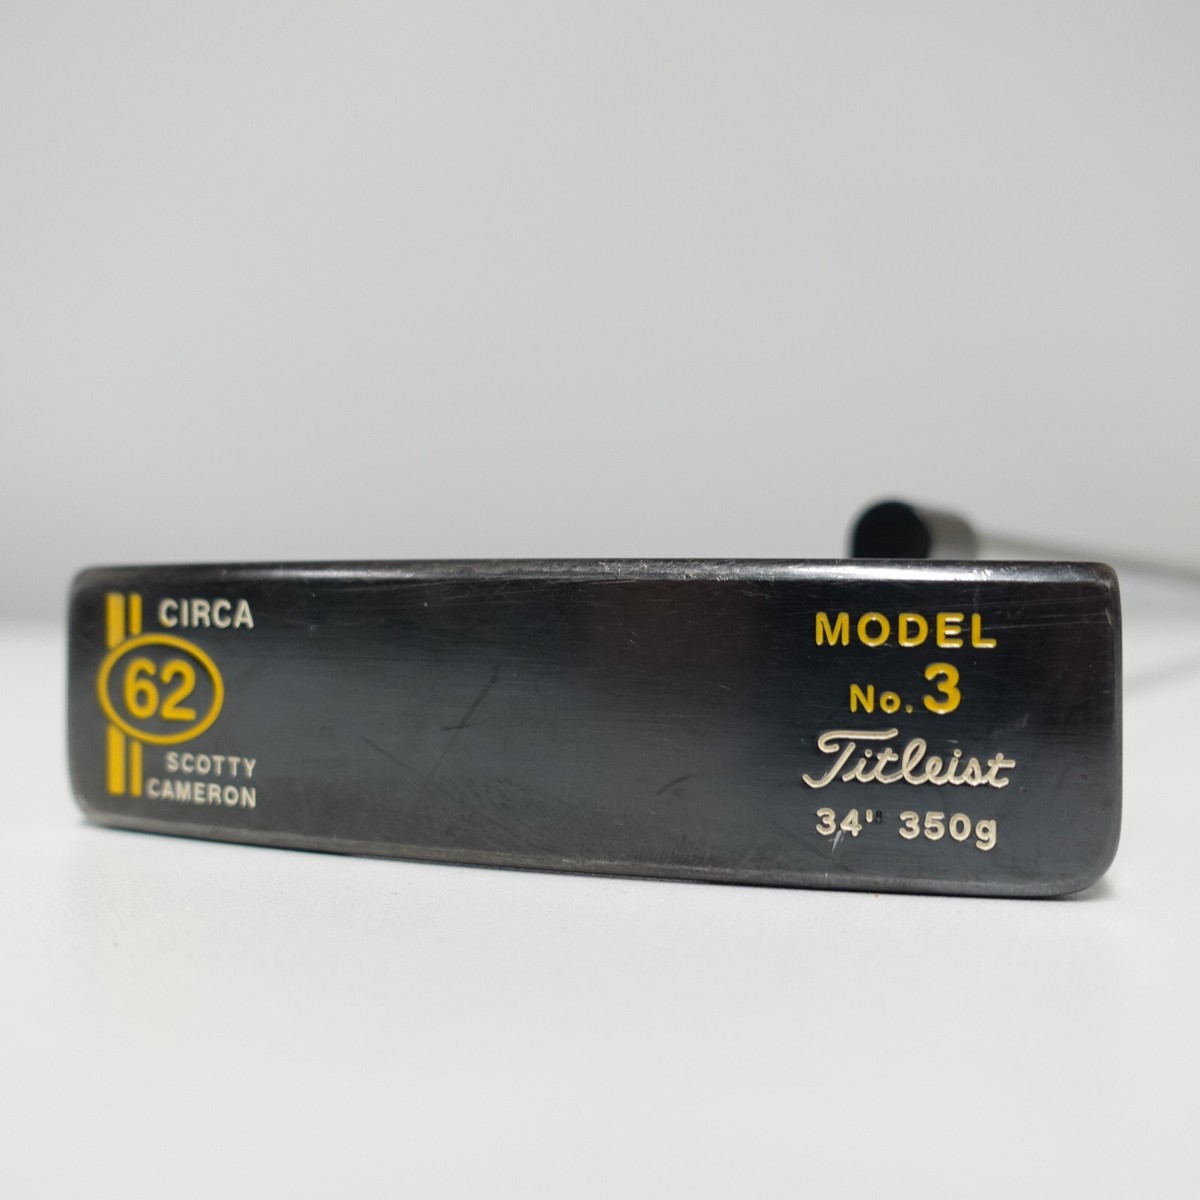 CIRCA
62
SCOTTY
CAMERON
MODEL
No. 3
Titleist
34" 350g